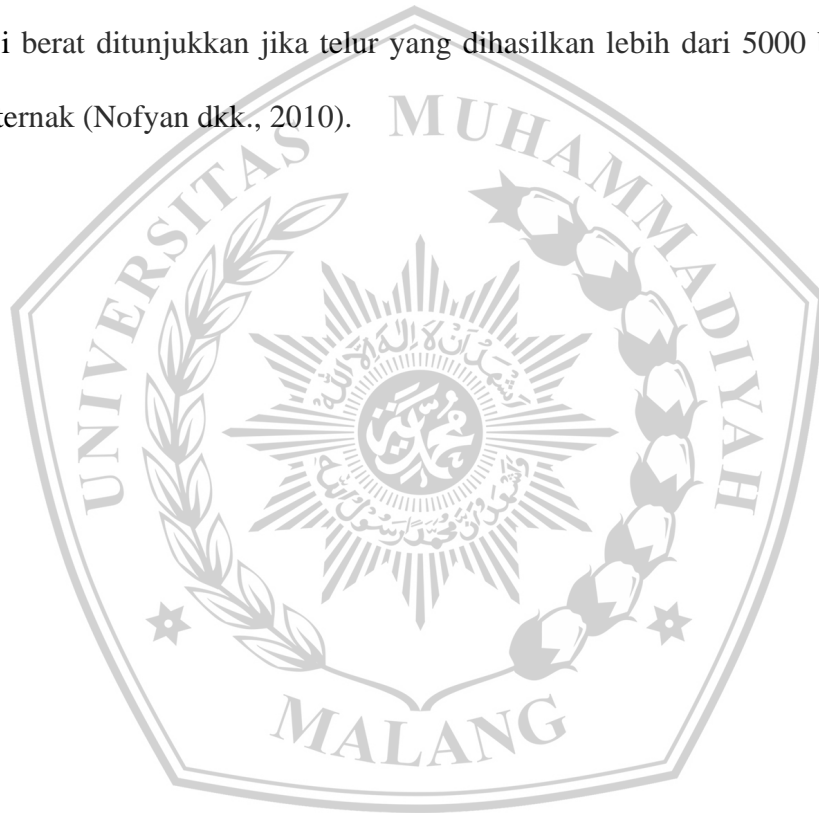 i berat ditunjukkan jika telur yang dihasilkan lebih dari 5000
ternak (Nofyan dkk., 2010).
UNIVERSITAS MUHAMMADIYAH
MALANG